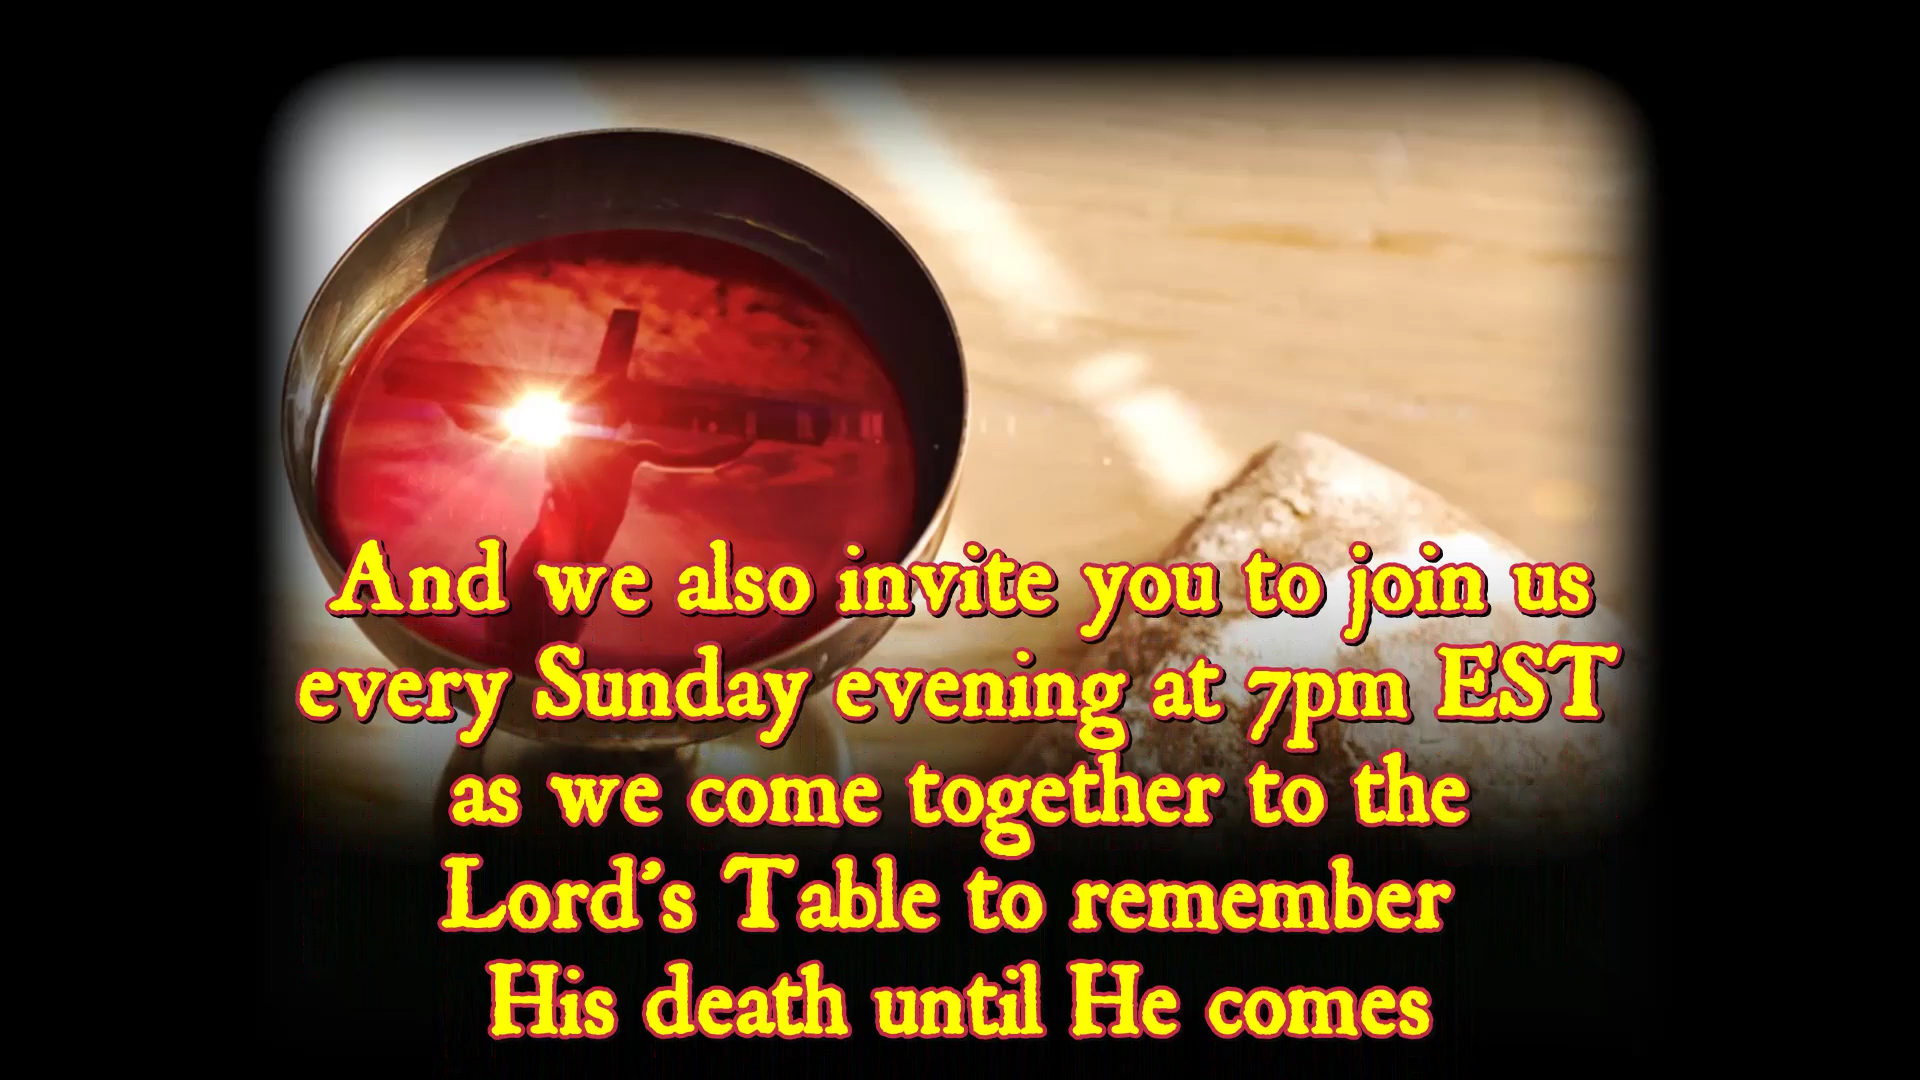 And we also invite you to join us
every Sunday evening at 7pm EST
as we come together to the
Lord's Table to remember
His death until He comes